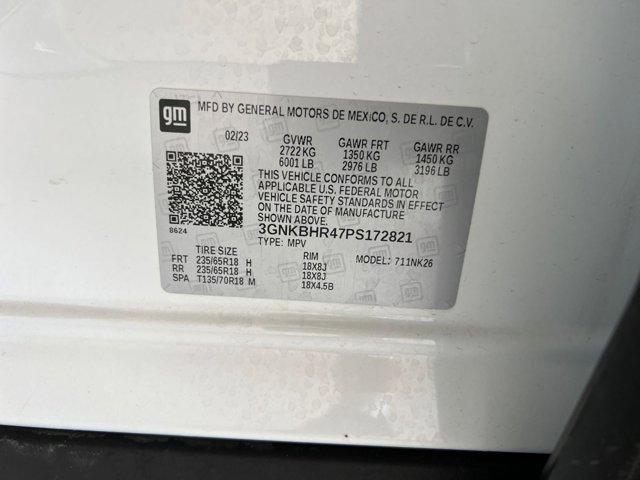 gm
MFD BY GENERAL MOTORS DE MEXICO, S. DE R.L. DE C.V.
02/23 GVWR GAWR FRT GAWR RR
2722 KG 1350 KG 1450 KG
6001 LB 2976 LB 3196 LB
THIS VEHICLE CONFORMS TO ALL
APPLICABLE U.S. FEDERAL MOTOR
VEHICLE SAFETY STANDARDS IN EFFECT
ON THE DATE OF MANUFACTURE
SHOWN ABOVE.
8624 3GNKBHR47PS172821
TYPE: MPV
TIRE SIZE RIM MODEL: 711NK26
FRT 235/65R18 H 18X8J
RR 235/65R18 H 18X8J
SPA T135/70R18 M 18X4.5B